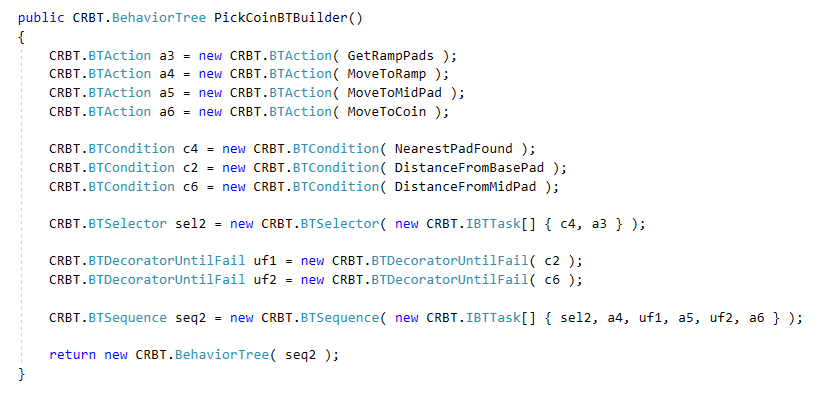 public CRBT.BehaviorTree PickCoinBTBuilder()
{
CRBT.BTAction a3 = new CRBT.BTAction( GetRampPads );
CRBT.BTAction a4 = new CRBT.BTAction( MoveToRamp );
CRBT.BTAction a5 = new CRBT.BTAction( MoveToMidPad );
CRBT.BTAction a6 = new CRBT.BTAction( MoveToCoin );
CRBT.BTCondition c4 = new CRBT.BTCondition( NearestPadFound );
CRBT.BTCondition c2 = new CRBT.BTCondition( DistanceFromBasePad );
CRBT.BTCondition c6 = new CRBT.BTCondition( DistanceFromMidPad );
CRBT.BTSelector sel2 = new CRBT.BTSelector( new CRBT.IBTTask[] { c4, a3 } );
CRBT.BTDecoratorUntilFail uf1 = new CRBT.BTDecoratorUntilFail( c2 );
CRBT.BTDecoratorUntilFail uf2 = new CRBT.BTDecoratorUntilFail( c6 );
CRBT.BTSequence seq2 = new CRBT.BTSequence( new CRBT.IBTTask[] { sel2, a4, uf1, a5, uf2, a6 } );
return new CRBT.BehaviorTree( seq2 );
}